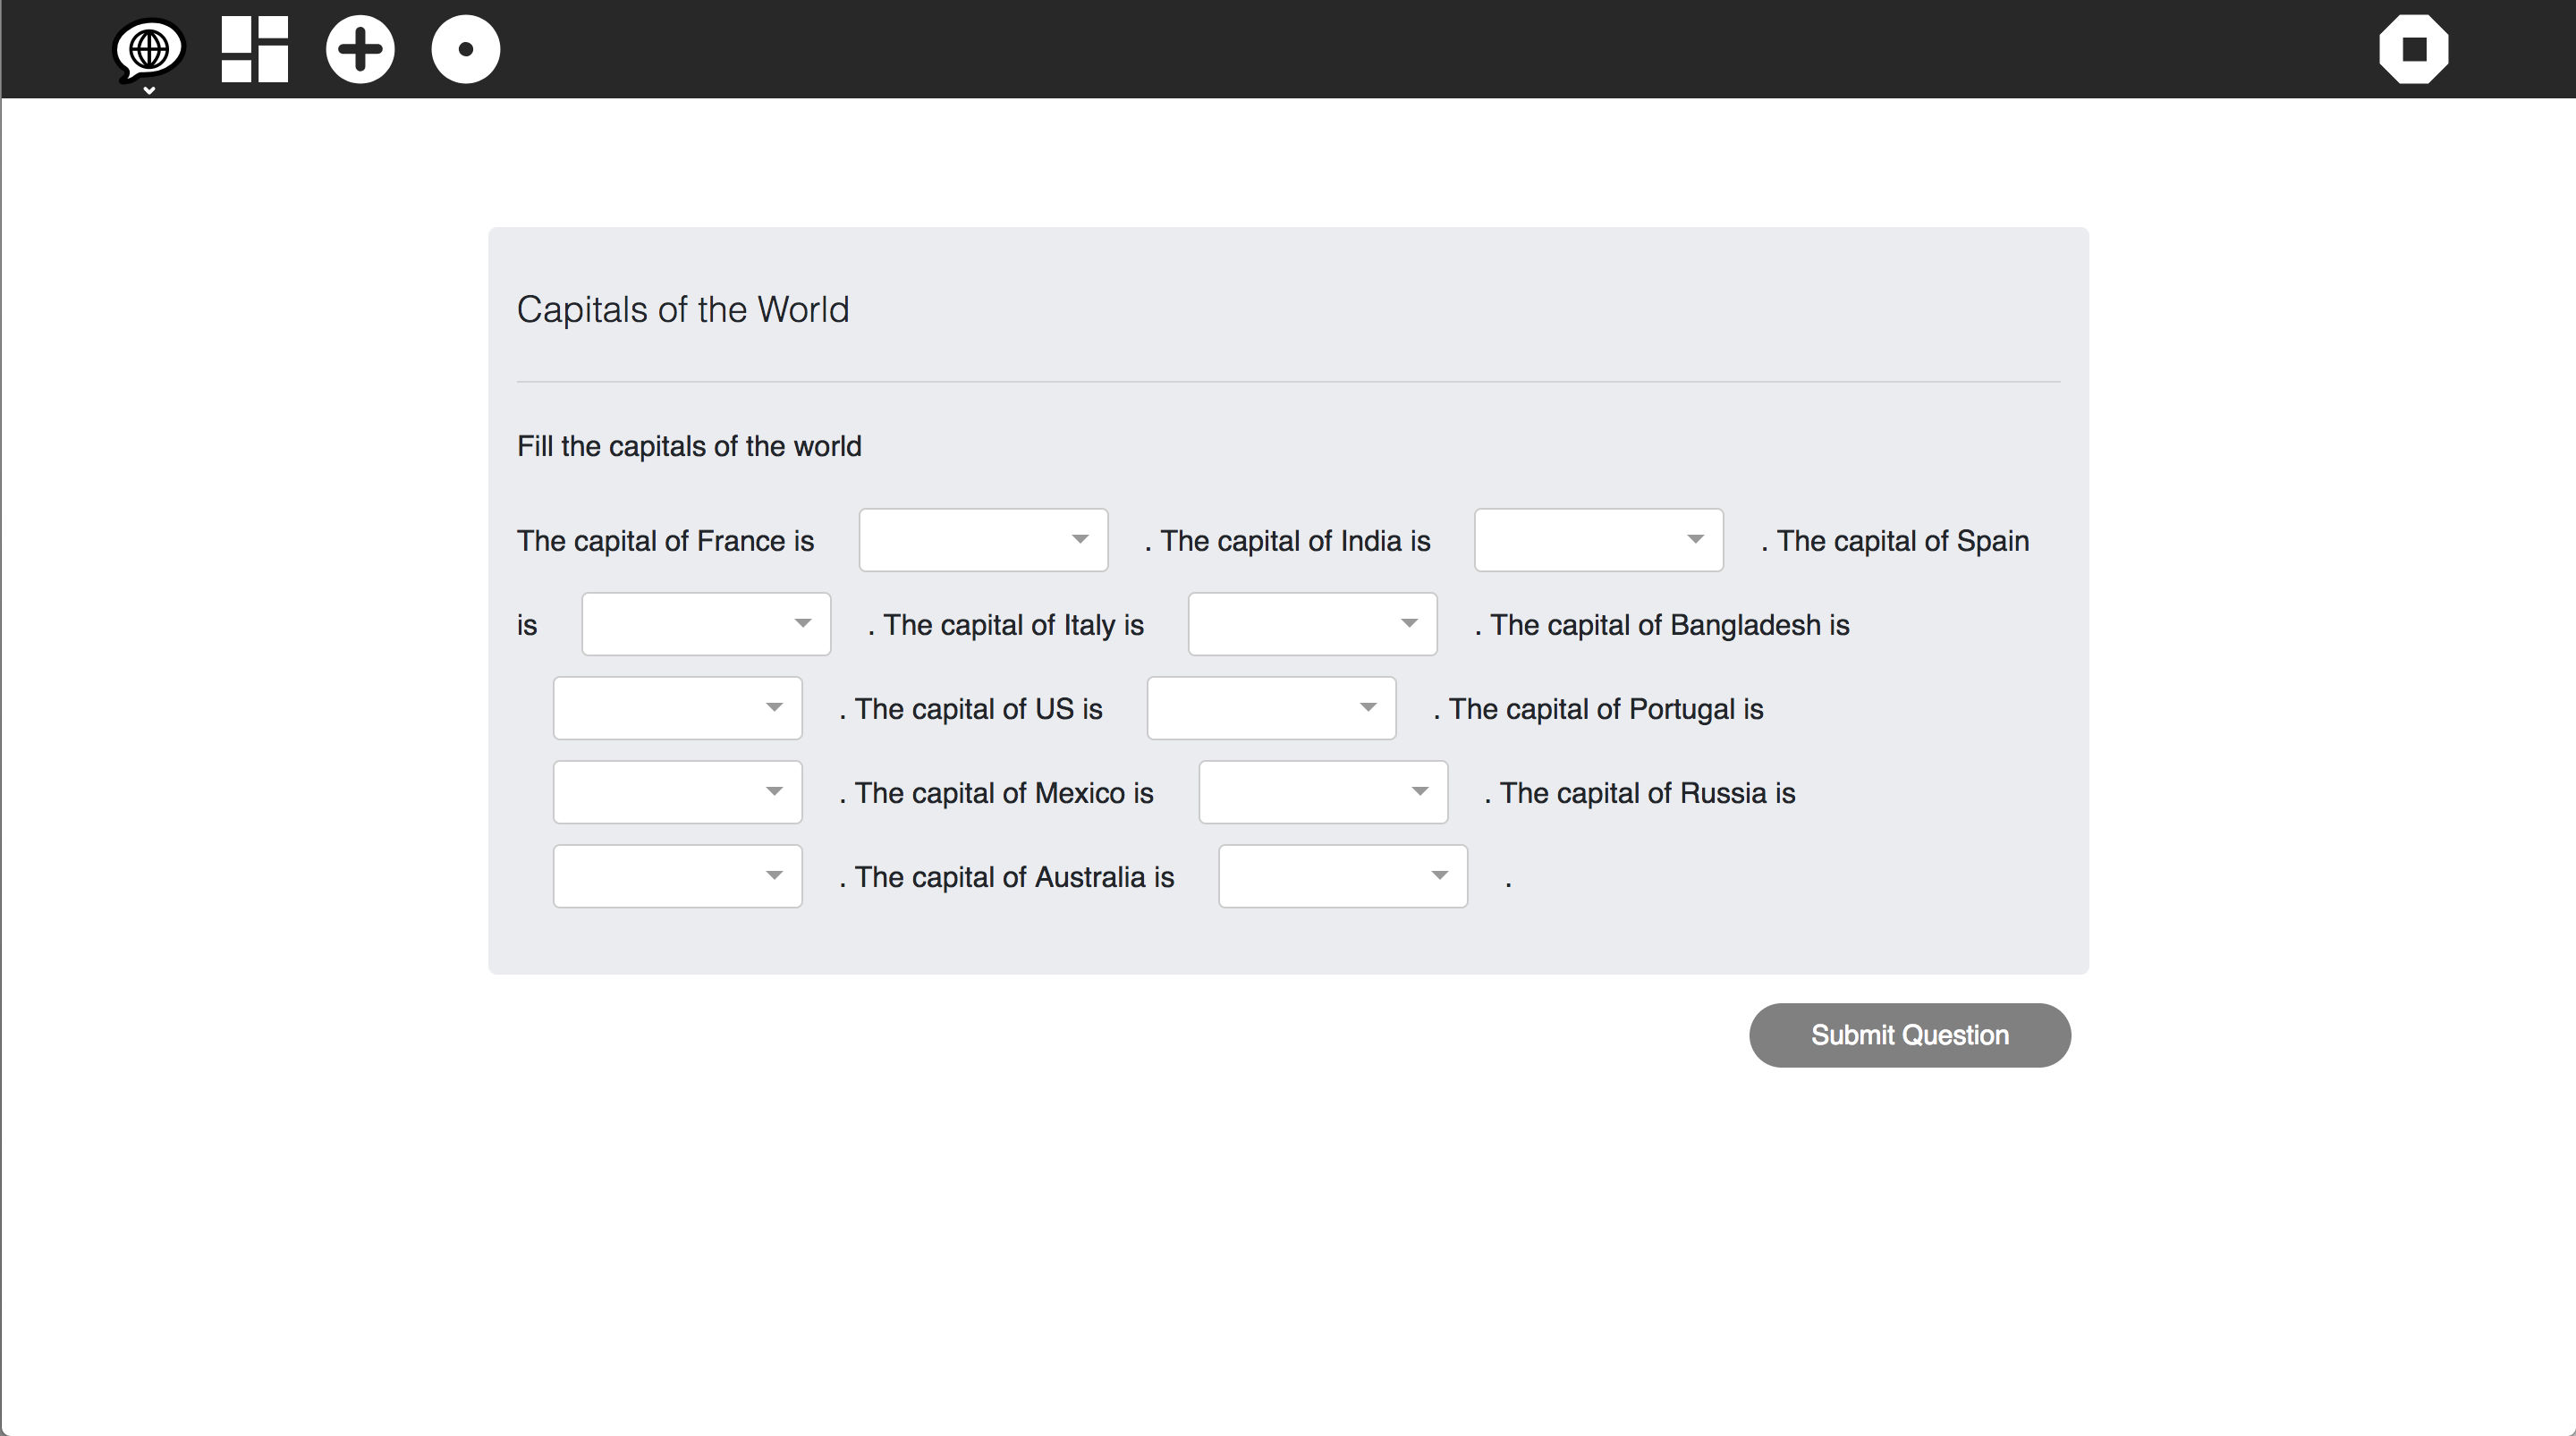 Capitals of the World
Fill the capitals of the world
The capital of France is . The capital of India is . The capital of Spain
is . The capital of Italy is . The capital of Bangladesh is
. The capital of US is . The capital of Portugal is
. The capital of Mexico is . The capital of Russia is
. The capital of Australia is .
Submit Question